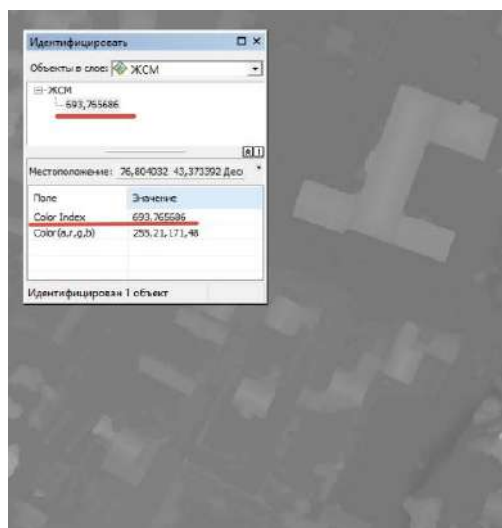 Идентифицировать
Объекты в слое: ЖСМ
ЖСМ
693,765686
Местоположение: 76,804032 43,373392 Део
Поле Значение
Color Index 693,765686
Color(a,r,g,b) 255,21,171,48
Идентифицирован 1 объект